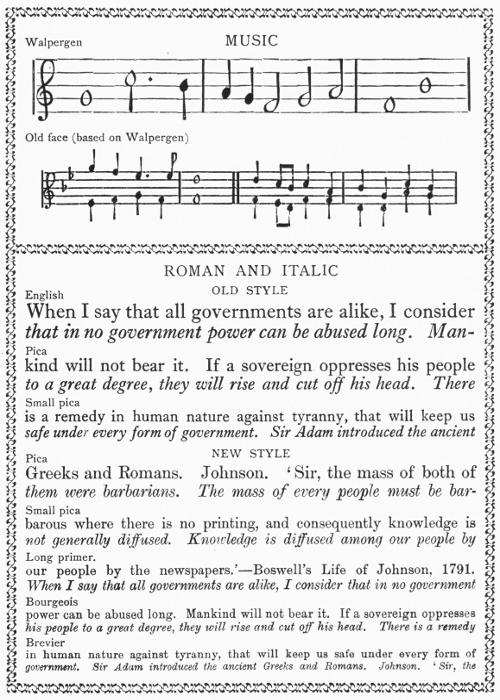 Walpergen
MUSIC
Old face (based on Walpergen)
ROMAN AND ITALIC
OLD STYLE
English
When I say that all governments are alike, I consider
that in no government power can be abused long. Man-
Pica
kind will not bear it. If a sovereign oppresses his people
to a great degree, they will rise and cut off his head. There
Small pica
is a remedy in human nature against tyranny, that will keep us
safe under every form of government. Sir Adam introduced the ancient
NEW STYLE
Pica
Greeks and Romans. Johnson. ‘Sir, the mass of both of
them were barbarians. The mass of every people must be bar-
Small pica
barous where there is no printing, and consequently knowledge is
not generally diffused. Knowledge is diffused among our people by
Long primer.
our people by the newspapers.’—Boswell's Life of Johnson, 1791.
When I say that all governments are alike, I consider that in no government
Bourgeois
power can be abused long. Mankind will not bear it. If a sovereign oppresses
his people to a great degree, they will rise and cut off his head. There is a remedy
Brevier
in human nature against tyranny, that will keep us safe under every form of
government. Sir Adam introduced the ancient Greeks and Romans. Johnson. ‘Sir, the